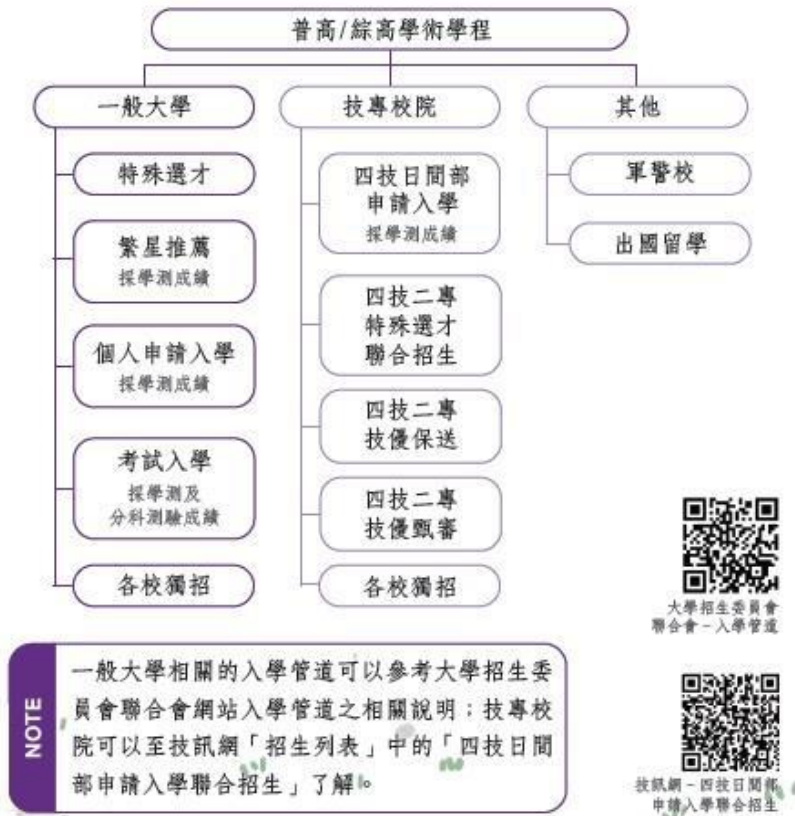 普高/綜高學術學程
一般大學
特殊選才
繁星推薦
採學測成績
個人申請入學
採學測成績
考試入學
採學測及
分科測驗成績
各校獨招
技專校院
四技日間部
申請入學
採學測成績
四技二專
特殊選才
聯合招生
四技二專
技優保送
四技二專
技優甄審
各校獨招
其他
軍警校
出國留學
大學招生委員會
聯合會－入學管道
NOTE
一般大學相關的入學管道可以參考大學招生委
員會聯合會網站入學管道之相關說明；技專校
院可以至技訊網「招生列表」中的「四技日間
部申請入學聯合招生」了解。
技訊網－四技日間部
申請入學聯合招生